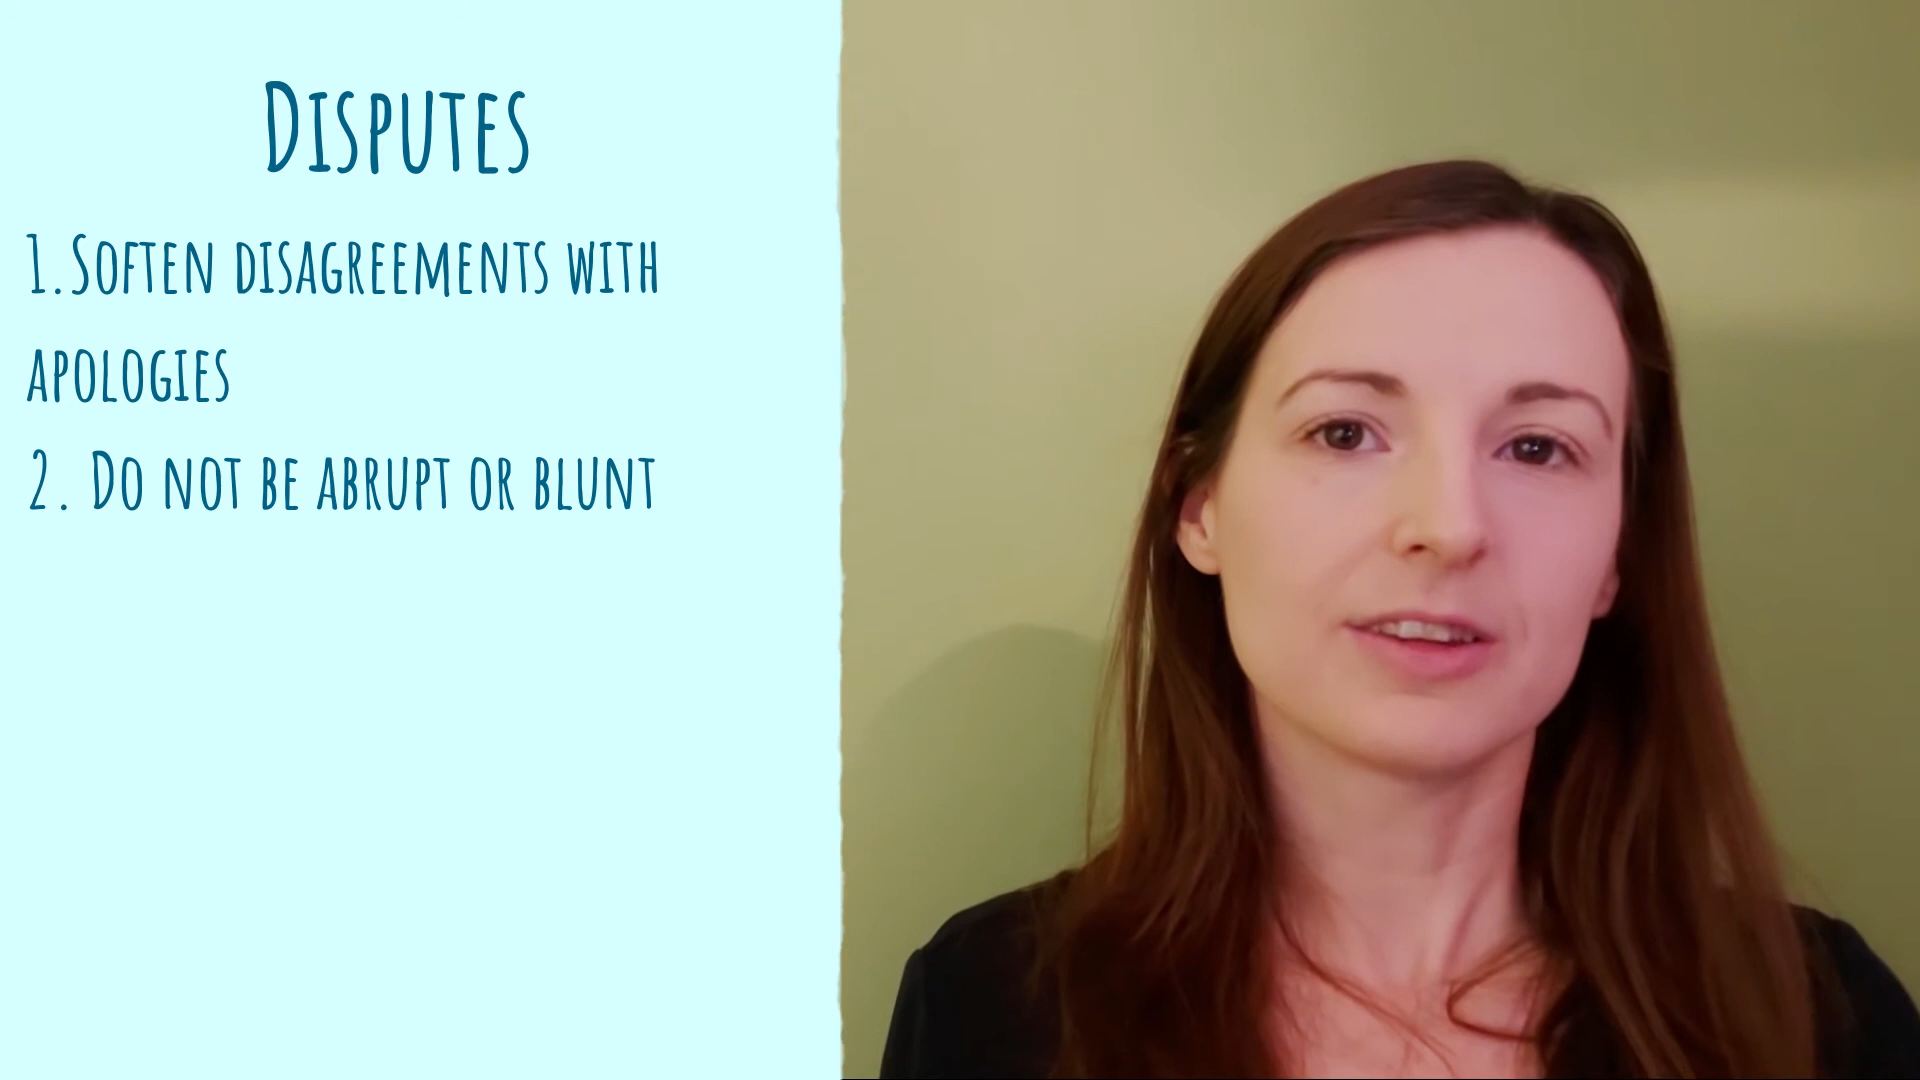 Disputes
1. Soften disagreements with
apologies
2. Do not be abrupt or blunt